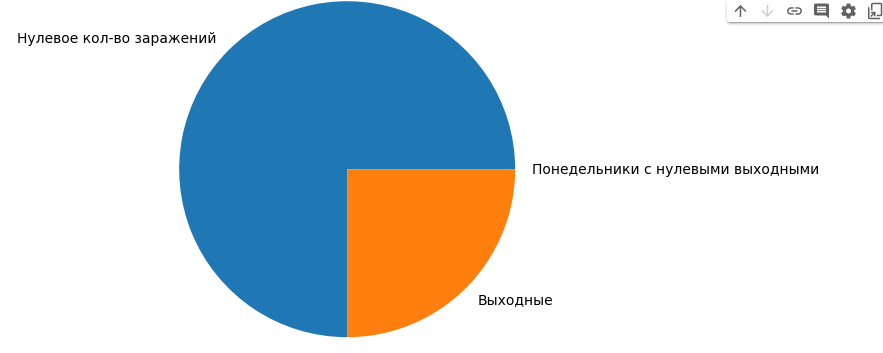 Нулевое кол-во заражений
Понедельники с нулевыми выходными
Выходные